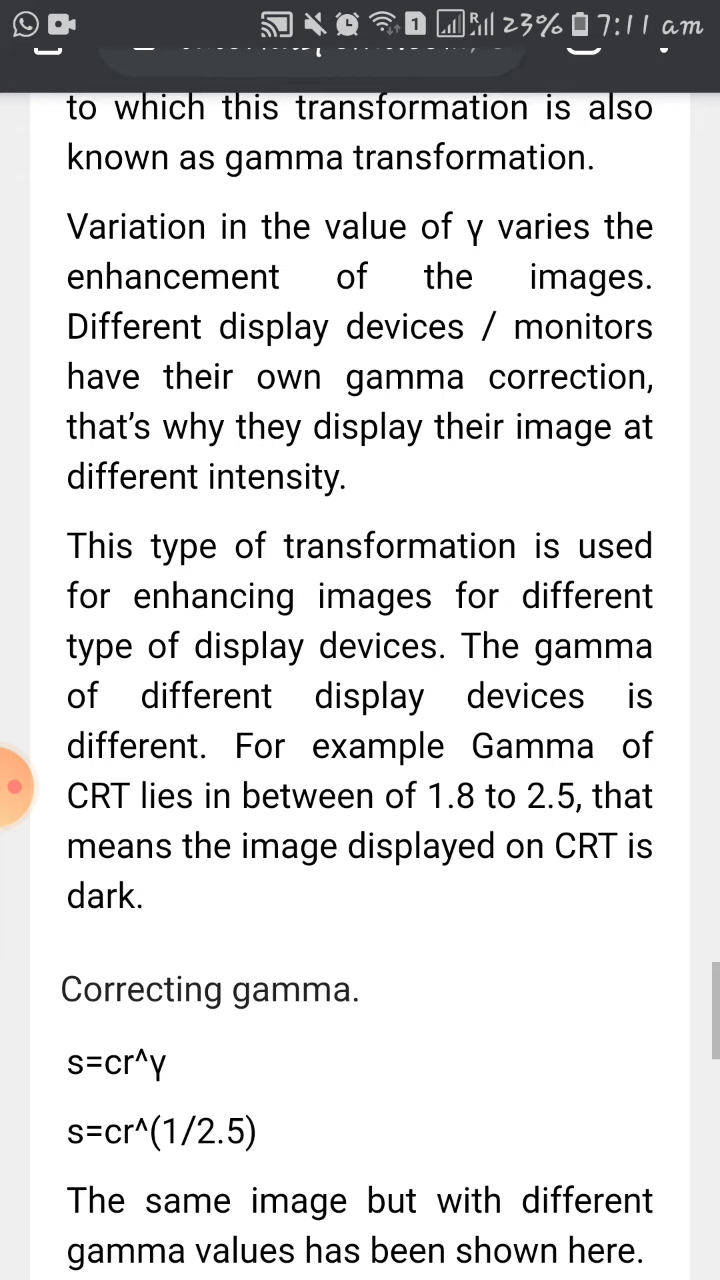 1 R 23% 7:11 am
to which this transformation is also
known as gamma transformation.
Variation in the value of γ varies the
enhancement of the images.
Different display devices / monitors
have their own gamma correction,
that’s why they display their image at
different intensity.
This type of transformation is used
for enhancing images for different
type of display devices. The gamma
of different display devices is
different. For example Gamma of
CRT lies in between of 1.8 to 2.5, that
means the image displayed on CRT is
dark.
Correcting gamma.
s=cr^γ
s=cr^(1/2.5)
The same image but with different
gamma values has been shown here.